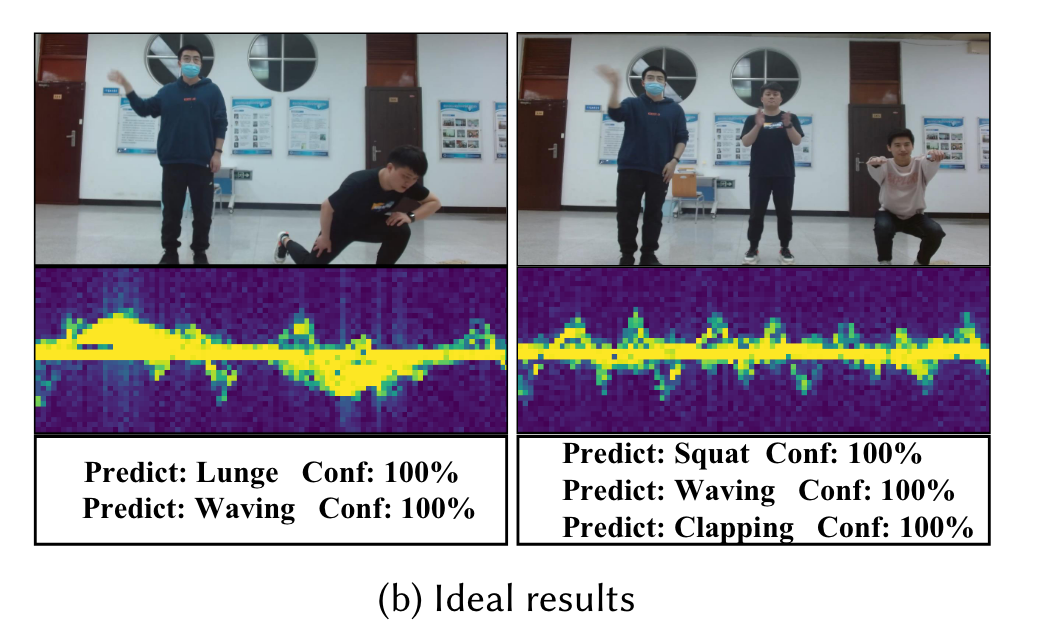 Predict: Lunge Conf: 100%
Predict: Waving Conf: 100%
Predict: Squat Conf: 100%
Predict: Waving Conf: 100%
Predict: Clapping Conf: 100%
(b) Ideal results